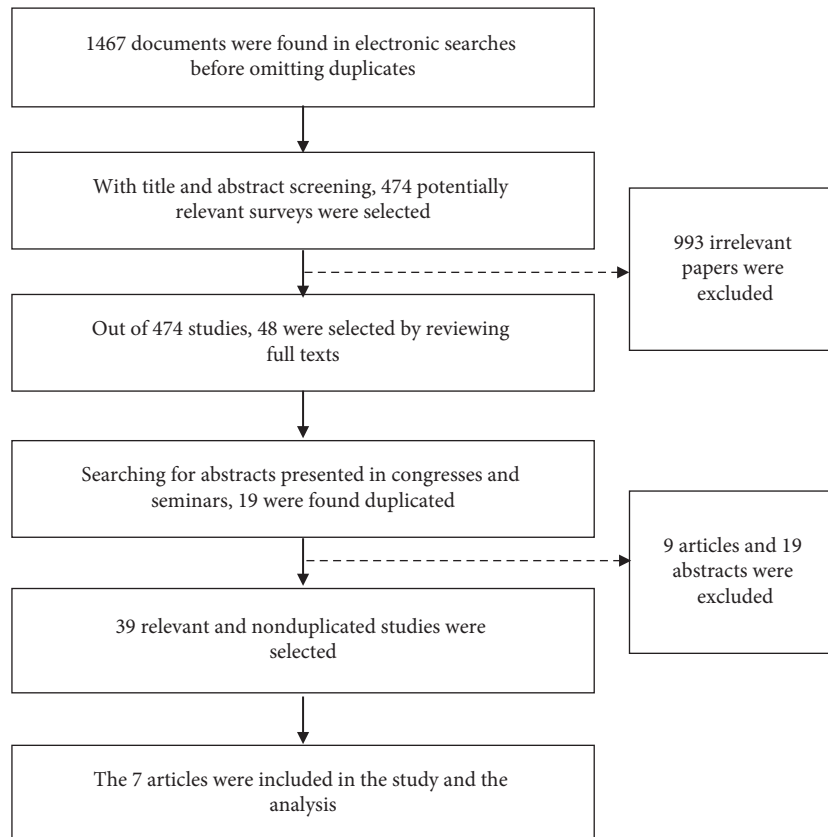 1467 documents were found in electronic searches
before omitting duplicates
With title and abstract screening, 474 potentially
relevant surveys were selected
993 irrelevant
papers were
excluded
Out of 474 studies, 48 were selected by reviewing
full texts
Searching for abstracts presented in congresses and
seminars, 19 were found duplicated
9 articles and 19
abstracts were
excluded
39 relevant and nonduplicated studies were
selected
The 7 articles were included in the study and the
analysis